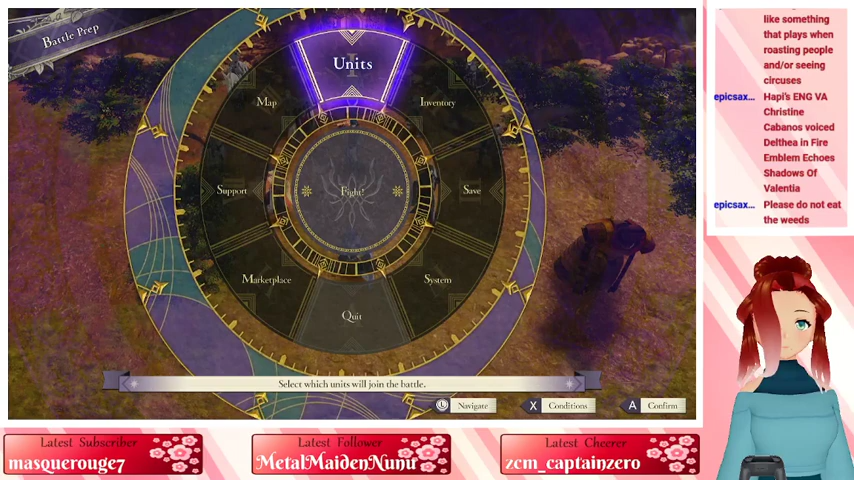 Battle Prep
Units
Map
Inventory
Support
Fight!
Save
Marketplace
System
Quit
Select which units will join the battle.
L Navigate
X Conditions
A Confirm
like something
that plays when
roasting people
and/or seeing
circuses
epicsax... Hapi's ENG VA
Christine
Cabanos voiced
Delthea in Fire
Emblem Echoes
Shadows Of
Valentia
epicsax... Please do not eat
the weeds
Latest Subscriber
masquerouge7
Latest Follower
MetalMaidenNunu
Latest Cheerer
zcm_captainzero